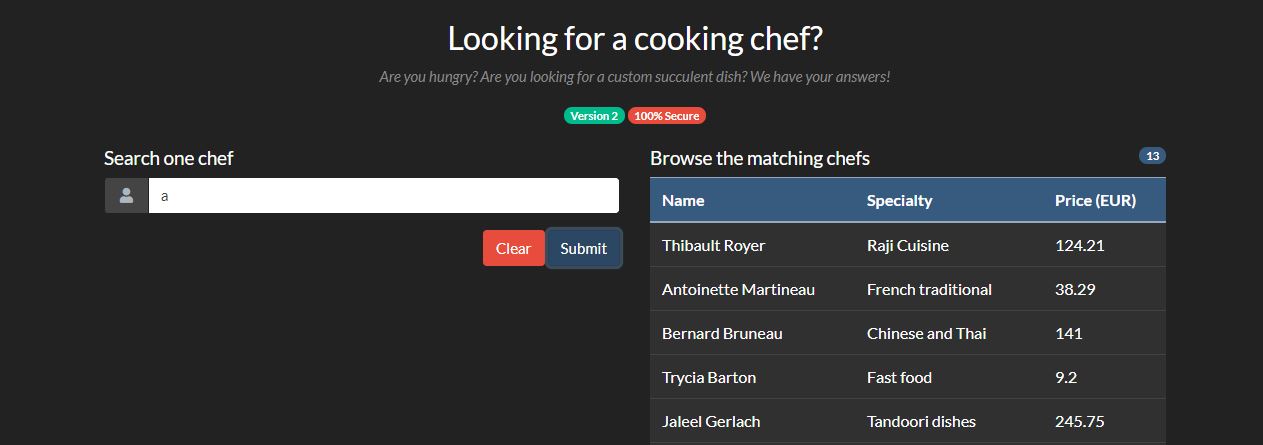 Looking for a cooking chef?
Are you hungry? Are you looking for a custom succulent dish? We have your answers!
Version 2 100% Secure
Search one chef
a
Clear Submit
Browse the matching chefs 13
Name Specialty Price (EUR)
Thibault Royer Raji Cuisine 124.21
Antoinette Martineau French traditional 38.29
Bernard Bruneau Chinese and Thai 141
Trycia Barton Fast food 9.2
Jaleel Gerlach Tandoori dishes 245.75